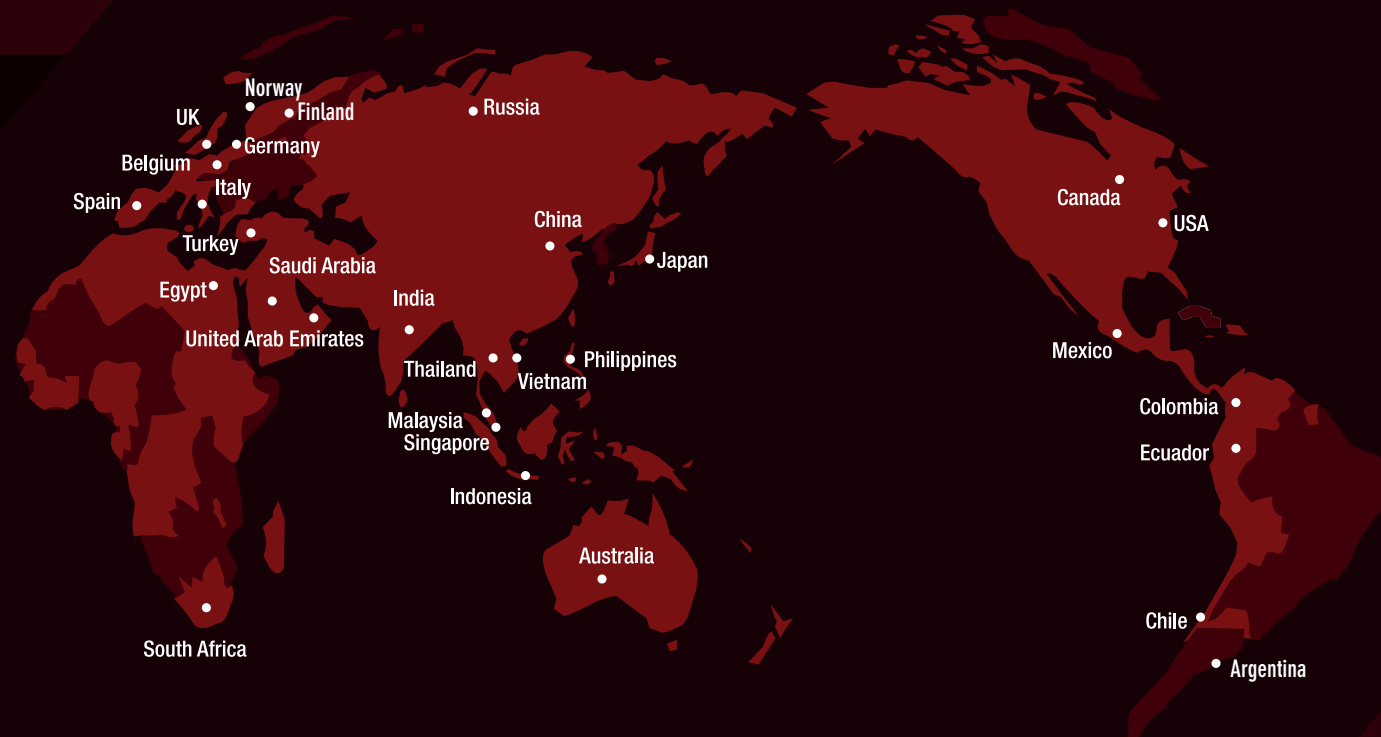 Norway
Finland
Russia
UK
Germany
Belgium
Italy
Spain
Canada
China
USA
Turkey
Japan
Saudi Arabia
Egypt
India
United Arab Emirates
Mexico
Philippines
Thailand
Vietnam
Colombia
Malaysia
Singapore
Ecuador
Indonesia
Australia
Chile
South Africa
Argentina